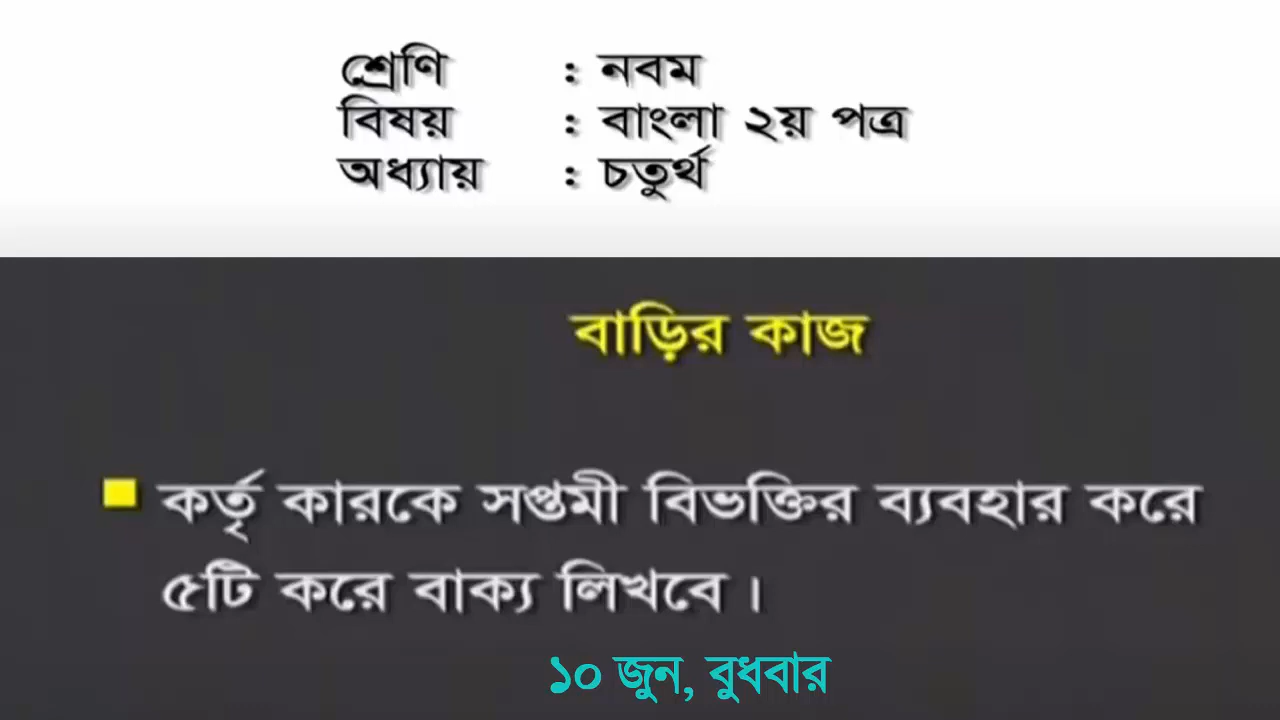 শ্রেণি : নবম
বিষয় : বাংলা ২য় পত্র
অধ্যায় : চতুর্থ
বাড়ির কাজ
কর্তৃ কারকে সপ্তমী বিভক্তির ব্যবহার করে
৫টি করে বাক্য লিখবে।
১০ জুন, বুধবার